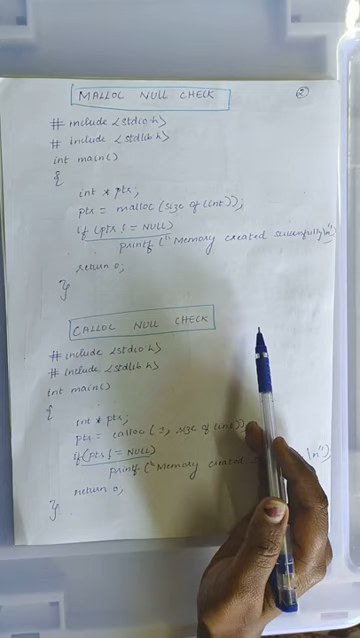 MALLOC NULL CHECK
②
# include <stdio.h>
# include <stdlib.h>
int main()
{
int * ptr;
ptr = malloc (size of (int));
if (ptr != NULL)
printf ("Memory created successfully\n");
return 0;
}
CALLOC NULL CHECK
# include <stdio.h>
# include <stdlib.h>
int main()
{
int * ptr;
ptr = calloc (1, size of (int))
if (ptr != NULL)
printf ("Memory created \n")
return 0;
}